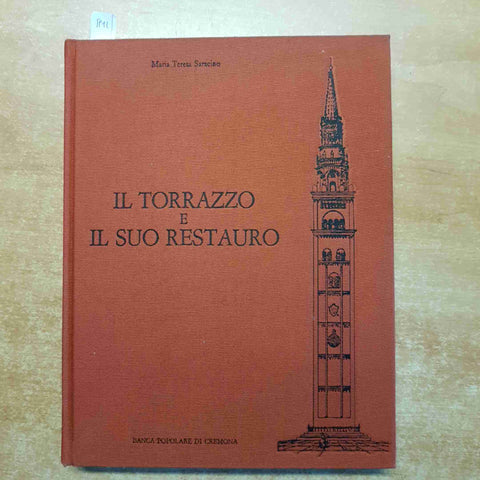 Maria Teresa Saracino
IL TORRAZZO
E
IL SUO RESTAURO
BANCA POPOLARE DI CREMONA